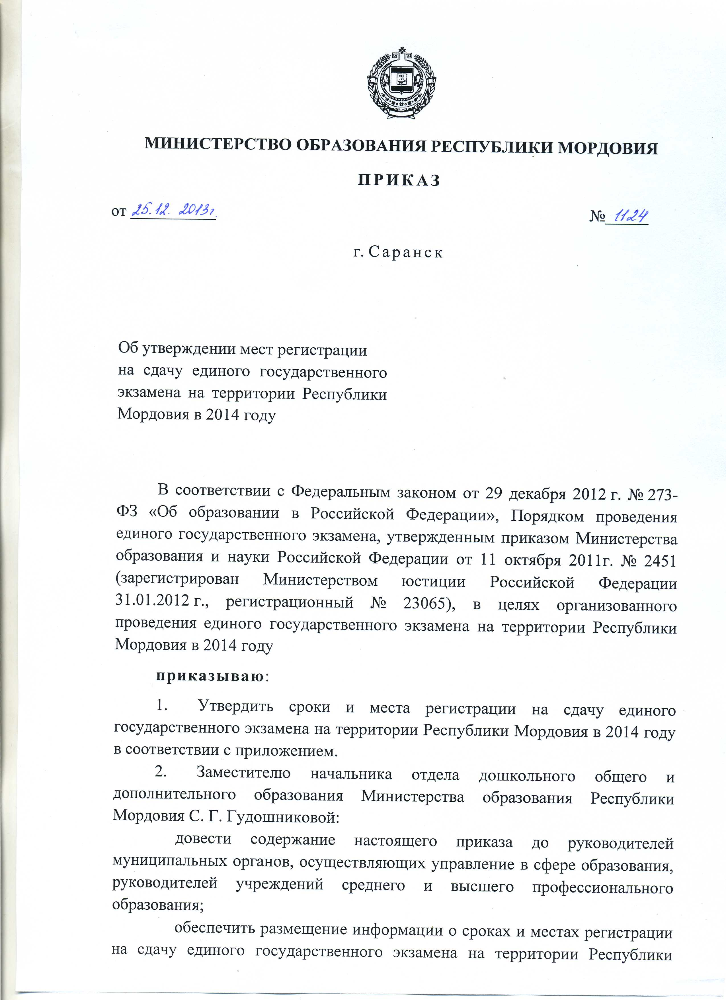 МИНИСТЕРСТВО ОБРАЗОВАНИЯ РЕСПУБЛИКИ МОРДОВИЯ
ПРИКАЗ
от 25.12. 2013г. № 1124
г. Саранск
Об утверждении мест регистрации
на сдачу единого государственного
экзамена на территории Республики
Мордовия в 2014 году
В соответствии с Федеральным законом от 29 декабря 2012 г. № 273-
ФЗ «Об образовании в Российской Федерации», Порядком проведения
единого государственного экзамена, утвержденным приказом Министерства
образования и науки Российской Федерации от 11 октября 2011г. № 2451
(зарегистрирован Министерством юстиции Российской Федерации
31.01.2012 г., регистрационный № 23065), в целях организованного
проведения единого государственного экзамена на территории Республики
Мордовия в 2014 году
приказываю:
1. Утвердить сроки и места регистрации на сдачу единого
государственного экзамена на территории Республики Мордовия в 2014 году
в соответствии с приложением.
2. Заместителю начальника отдела дошкольного общего и
дополнительного образования Министерства образования Республики
Мордовия С. Г. Гудошниковой:
довести содержание настоящего приказа до руководителей
муниципальных органов, осуществляющих управление в сфере образования,
руководителей учреждений среднего и высшего профессионального
образования;
обеспечить размещение информации о сроках и местах регистрации
на сдачу единого государственного экзамена на территории Республики